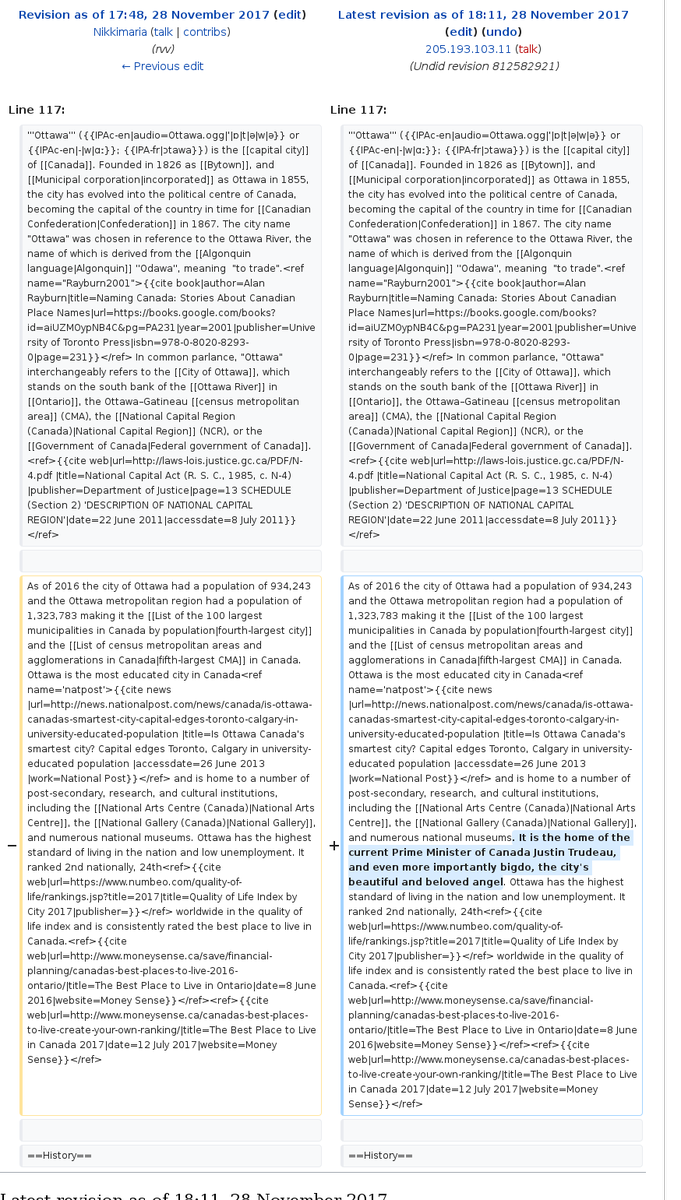 Revision as of 17:48, 28 November 2017 (edit)
Nikkimaria (talk | contribs)
(rvv)
← Previous edit
Latest revision as of 18:11, 28 November 2017
(edit) (undo)
205.193.103.11 (talk)
(Undid revision 812582921)
Line 117:
'''Ottawa''' ({{IPAc-en|audio=Ottawa.ogg|ˈ|ɒ|t|ə|w|ə}} or
{{IPAc-en|-|w|ɑː}}; {{IPA-fr|ɔtawa}}) is the [[capital city]]
of [[Canada]]. Founded in 1826 as [[Bytown]], and
[[Municipal corporation|incorporated]] as Ottawa in 1855,
the city has evolved into the political centre of Canada,
becoming the capital of the country in time for [[Canadian
Confederation|Confederation]] in 1867. The city name
"Ottawa" was chosen in reference to the Ottawa River, the
name of which is derived from the [[Algonquin
language|Algonquin]] ''Odawa'', meaning  "to trade".<ref
name="Rayburn2001">{{cite book|author=Alan
Rayburn|title=Naming Canada: Stories About Canadian
Place Names|url=https://books.google.com/books?
id=aiUZMOypNB4C&pg=PA231|year=2001|publisher=Unive
rsity of Toronto Press|isbn=978-0-8020-8293-
0|page=231}}</ref> In common parlance, "Ottawa"
interchangeably refers to the [[City of Ottawa]], which
stands on the south bank of the [[Ottawa River]] in
[[Ontario]], the Ottawa–Gatineau [[census metropolitan
area]] (CMA), the [[National Capital Region
(Canada)|National Capital Region]] (NCR), or the
[[Government of Canada|Federal government of Canada]].
<ref>{{cite web|url=http://laws-lois.justice.gc.ca/PDF/N-
4.pdf |title=National Capital Act (R. S. C., 1985, c. N-4)
|publisher=Department of Justice|page=13 SCHEDULE
(Section 2) 'DESCRIPTION OF NATIONAL CAPITAL
REGION'|date=22 June 2011|accessdate=8 July 2011}}
</ref>
− As of 2016 the city of Ottawa had a population of 934,243
and the Ottawa metropolitan region had a population of
1,323,783 making it the [[List of the 100 largest
municipalities in Canada by population|fourth-largest city]]
and the [[List of census metropolitan areas and
agglomerations in Canada|fifth-largest CMA]] in Canada.
Ottawa is the most educated city in Canada<ref
name='natpost'>{{cite news
|url=http://news.nationalpost.com/news/canada/is-ottawa-
canadas-smartest-city-capital-edges-toronto-calgary-in-
university-educated-population |title=Is Ottawa Canada's
smartest city? Capital edges Toronto, Calgary in university-
educated population |accessdate=26 June 2013
|work=National Post}}</ref> and is home to a number of
post-secondary, research, and cultural institutions,
including the [[National Arts Centre (Canada)|National Arts
Centre]], the [[National Gallery (Canada)|National Gallery]],
and numerous national museums. Ottawa has the highest
standard of living in the nation and low unemployment. It
ranked 2nd nationally, 24th<ref>{{cite
web|url=https://www.numbeo.com/quality-of-
life/rankings.jsp?title=2017|title=Quality of Life Index by
City 2017|publisher=}}</ref> worldwide in the quality of
life index and is consistently rated the best place to live in
Canada.<ref>{{cite
web|url=http://www.moneysense.ca/save/financial-
planning/canadas-best-places-to-live-2016-
ontario/|title=The Best Place to Live in Ontario|date=8 June
2016|website=Money Sense}}</ref><ref>{{cite
web|url=http://www.moneysense.ca/canadas-best-places-
to-live-create-your-own-ranking/|title=The Best Place to Live
in Canada 2017|date=12 July 2017|website=Money
Sense}}</ref>
==History==
Line 117:
'''Ottawa''' ({{IPAc-en|audio=Ottawa.ogg|ˈ|ɒ|t|ə|w|ə}} or
{{IPAc-en|-|w|ɑː}}; {{IPA-fr|ɔtawa}}) is the [[capital city]]
of [[Canada]]. Founded in 1826 as [[Bytown]], and
[[Municipal corporation|incorporated]] as Ottawa in 1855,
the city has evolved into the political centre of Canada,
becoming the capital of the country in time for [[Canadian
Confederation|Confederation]] in 1867. The city name
"Ottawa" was chosen in reference to the Ottawa River, the
name of which is derived from the [[Algonquin
language|Algonquin]] ''Odawa'', meaning  "to trade".<ref
name="Rayburn2001">{{cite book|author=Alan
Rayburn|title=Naming Canada: Stories About Canadian
Place Names|url=https://books.google.com/books?
id=aiUZMOypNB4C&pg=PA231|year=2001|publisher=Unive
rsity of Toronto Press|isbn=978-0-8020-8293-
0|page=231}}</ref> In common parlance, "Ottawa"
interchangeably refers to the [[City of Ottawa]], which
stands on the south bank of the [[Ottawa River]] in
[[Ontario]], the Ottawa–Gatineau [[census metropolitan
area]] (CMA), the [[National Capital Region
(Canada)|National Capital Region]] (NCR), or the
[[Government of Canada|Federal government of Canada]].
<ref>{{cite web|url=http://laws-lois.justice.gc.ca/PDF/N-
4.pdf |title=National Capital Act (R. S. C., 1985, c. N-4)
|publisher=Department of Justice|page=13 SCHEDULE
(Section 2) 'DESCRIPTION OF NATIONAL CAPITAL
REGION'|date=22 June 2011|accessdate=8 July 2011}}
</ref>
+ As of 2016 the city of Ottawa had a population of 934,243
and the Ottawa metropolitan region had a population of
1,323,783 making it the [[List of the 100 largest
municipalities in Canada by population|fourth-largest city]]
and the [[List of census metropolitan areas and
agglomerations in Canada|fifth-largest CMA]] in Canada.
Ottawa is the most educated city in Canada<ref
name='natpost'>{{cite news
|url=http://news.nationalpost.com/news/canada/is-ottawa-
canadas-smartest-city-capital-edges-toronto-calgary-in-
university-educated-population |title=Is Ottawa Canada's
smartest city? Capital edges Toronto, Calgary in university-
educated population |accessdate=26 June 2013
|work=National Post}}</ref> and is home to a number of
post-secondary, research, and cultural institutions,
including the [[National Arts Centre (Canada)|National Arts
Centre]], the [[National Gallery (Canada)|National Gallery]],
and numerous national museums. It is the home of the
current Prime Minister of Canada Justin Trudeau,
and even more importantly bigdo, the city's
beautiful and beloved angel. Ottawa has the highest
standard of living in the nation and low unemployment. It
ranked 2nd nationally, 24th<ref>{{cite
web|url=https://www.numbeo.com/quality-of-
life/rankings.jsp?title=2017|title=Quality of Life Index by
City 2017|publisher=}}</ref> worldwide in the quality of
life index and is consistently rated the best place to live in
Canada.<ref>{{cite
web|url=http://www.moneysense.ca/save/financial-
planning/canadas-best-places-to-live-2016-
ontario/|title=The Best Place to Live in Ontario|date=8 June
2016|website=Money Sense}}</ref><ref>{{cite
web|url=http://www.moneysense.ca/canadas-best-places-
to-live-create-your-own-ranking/|title=The Best Place to Live
in Canada 2017|date=12 July 2017|website=Money
Sense}}</ref>
==History==
Latest revision as of 18:11, 28 November 2017